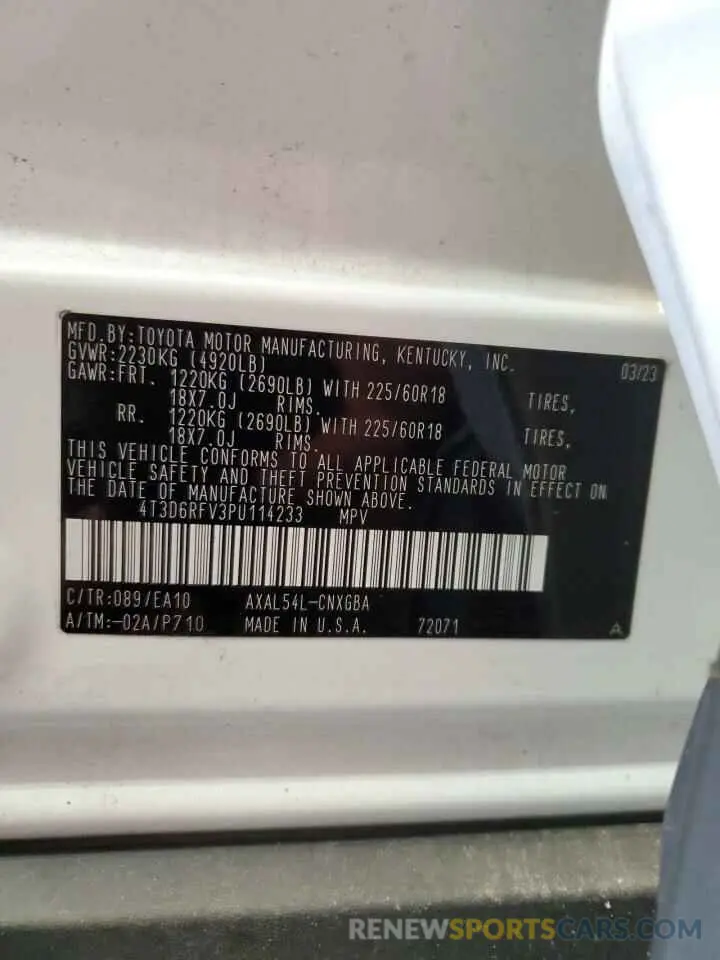 MFD.BY:TOYOTA MOTOR MANUFACTURING, KENTUCKY, INC. 03/23
GVWR:2230KG (4920LB)
GAWR:FRT. 1220KG (2690LB) WITH 225/60R18 TIRES,
18X7.0J RIMS.
RR. 1220KG (2690LB) WITH 225/60R18 TIRES,
18X7.0J RIMS.
THIS VEHICLE CONFORMS TO ALL APPLICABLE FEDERAL MOTOR
VEHICLE SAFETY AND THEFT PREVENTION STANDARDS IN EFFECT ON
THE DATE OF MANUFACTURE SHOWN ABOVE.
4T3D6RFV3PU114233 MPV
C/TR:089/EA10 AXAL54L-CNXGBA
A/TM:-02A/P710 MADE IN U.S.A. 72071 A
RENEWSPORTSCARS.COM